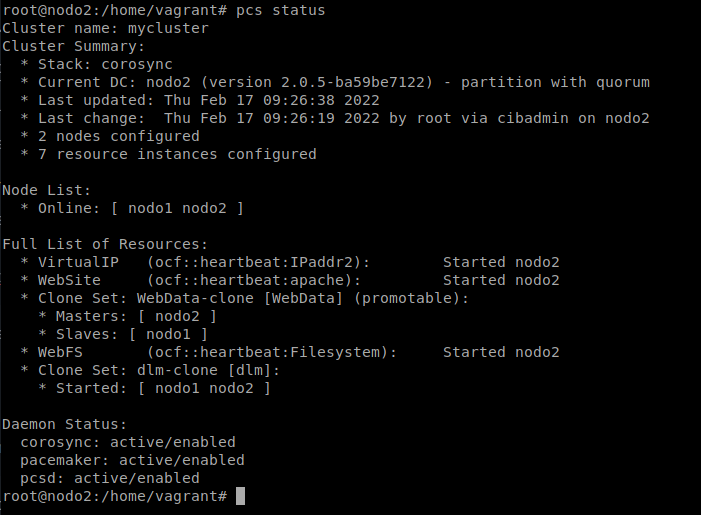 root@nodo2:/home/vagrant# pcs status
Cluster name: mycluster
Cluster Summary:
  * Stack: corosync
  * Current DC: nodo2 (version 2.0.5-ba59be7122) - partition with quorum
  * Last updated: Thu Feb 17 09:26:38 2022
  * Last change:  Thu Feb 17 09:26:19 2022 by root via cibadmin on nodo2
  * 2 nodes configured
  * 7 resource instances configured

Node List:
  * Online: [ nodo1 nodo2 ]

Full List of Resources:
  * VirtualIP   (ocf::heartbeat:IPaddr2):        Started nodo2
  * WebSite     (ocf::heartbeat:apache):         Started nodo2
  * Clone Set: WebData-clone [WebData] (promotable):
    * Masters: [ nodo2 ]
    * Slaves: [ nodo1 ]
  * WebFS       (ocf::heartbeat:Filesystem):     Started nodo2
  * Clone Set: dlm-clone [dlm]:
    * Started: [ nodo1 nodo2 ]

Daemon Status:
  corosync: active/enabled
  pacemaker: active/enabled
  pcsd: active/enabled
root@nodo2:/home/vagrant#